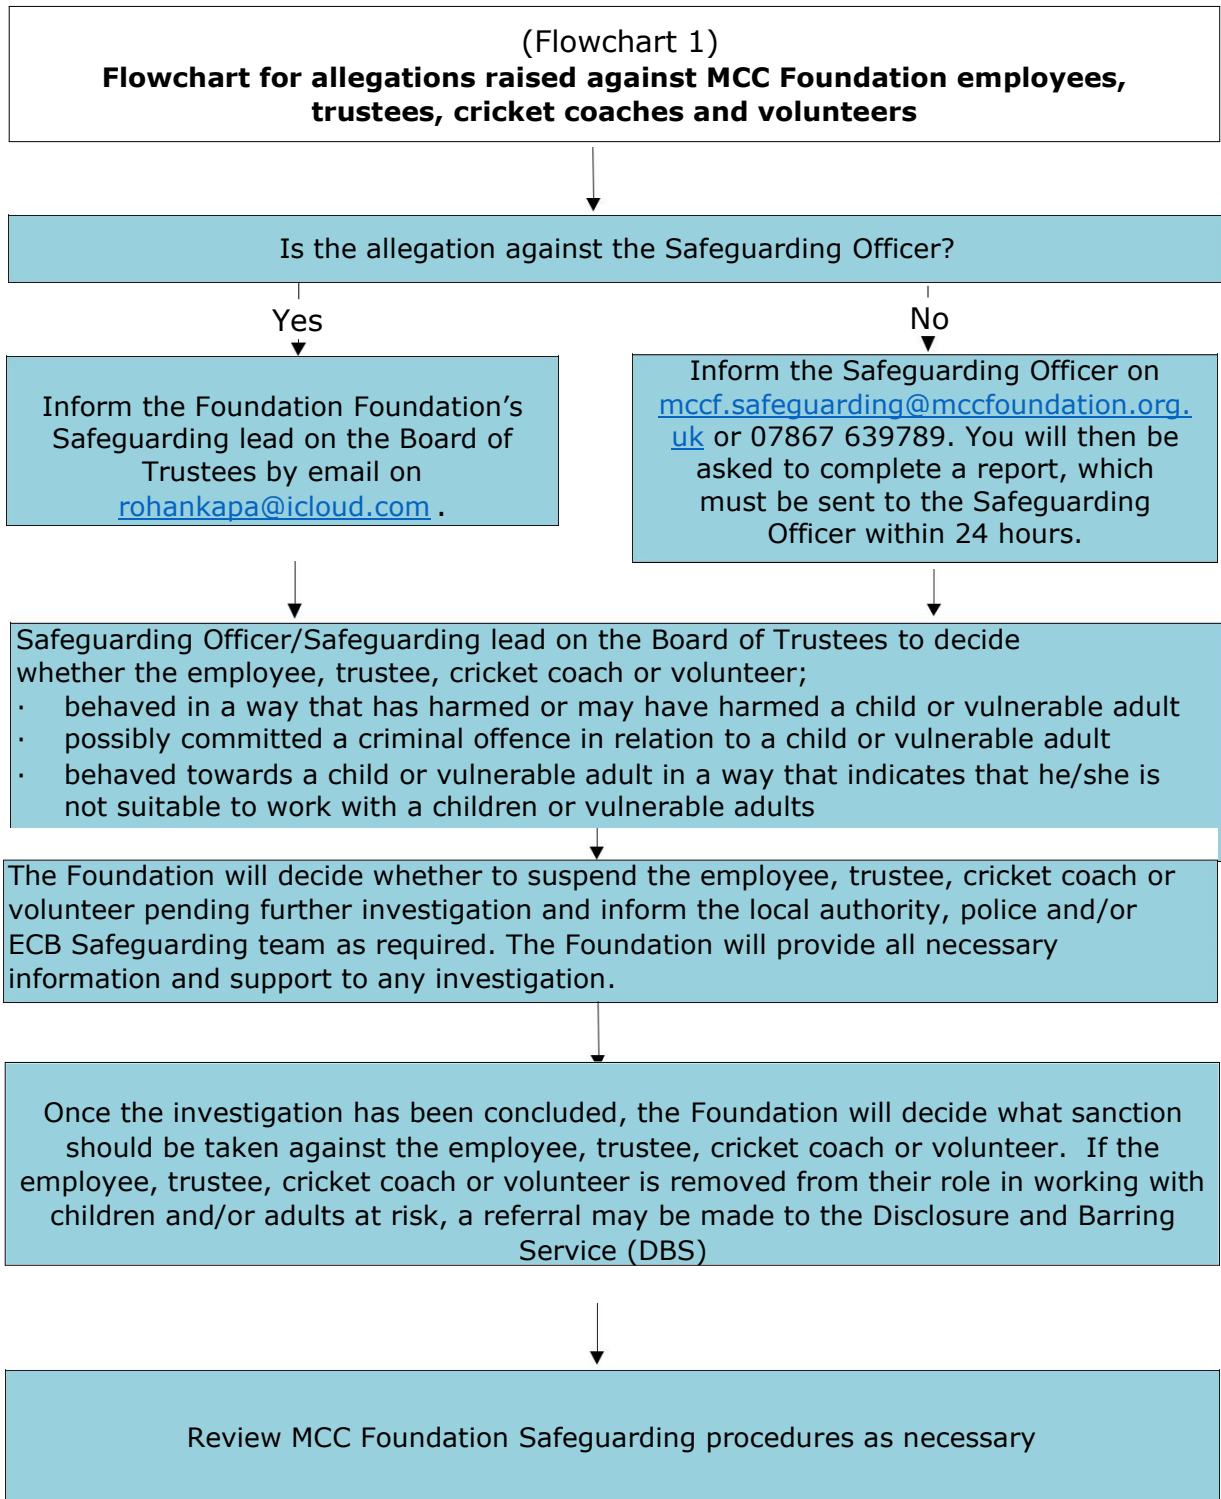 (Flowchart 1)
Flowchart for allegations raised against MCC Foundation employees,
trustees, cricket coaches and volunteers
Is the allegation against the Safeguarding Officer?
Yes
No
Inform the Foundation Foundation’s
Safeguarding lead on the Board of
Trustees by email on
rohankapa@icloud.com .
Inform the Safeguarding Officer on
mccf.safeguarding@mccfoundation.org.
uk or 07867 639789. You will then be
asked to complete a report, which
must be sent to the Safeguarding
Officer within 24 hours.
Safeguarding Officer/Safeguarding lead on the Board of Trustees to decide
whether the employee, trustee, cricket coach or volunteer;
· behaved in a way that has harmed or may have harmed a child or vulnerable adult
· possibly committed a criminal offence in relation to a child or vulnerable adult
· behaved towards a child or vulnerable adult in a way that indicates that he/she is
not suitable to work with a children or vulnerable adults
The Foundation will decide whether to suspend the employee, trustee, cricket coach or
volunteer pending further investigation and inform the local authority, police and/or
ECB Safeguarding team as required. The Foundation will provide all necessary
information and support to any investigation.
Once the investigation has been concluded, the Foundation will decide what sanction
should be taken against the employee, trustee, cricket coach or volunteer.  If the
employee, trustee, cricket coach or volunteer is removed from their role in working with
children and/or adults at risk, a referral may be made to the Disclosure and Barring
Service (DBS)
Review MCC Foundation Safeguarding procedures as necessary